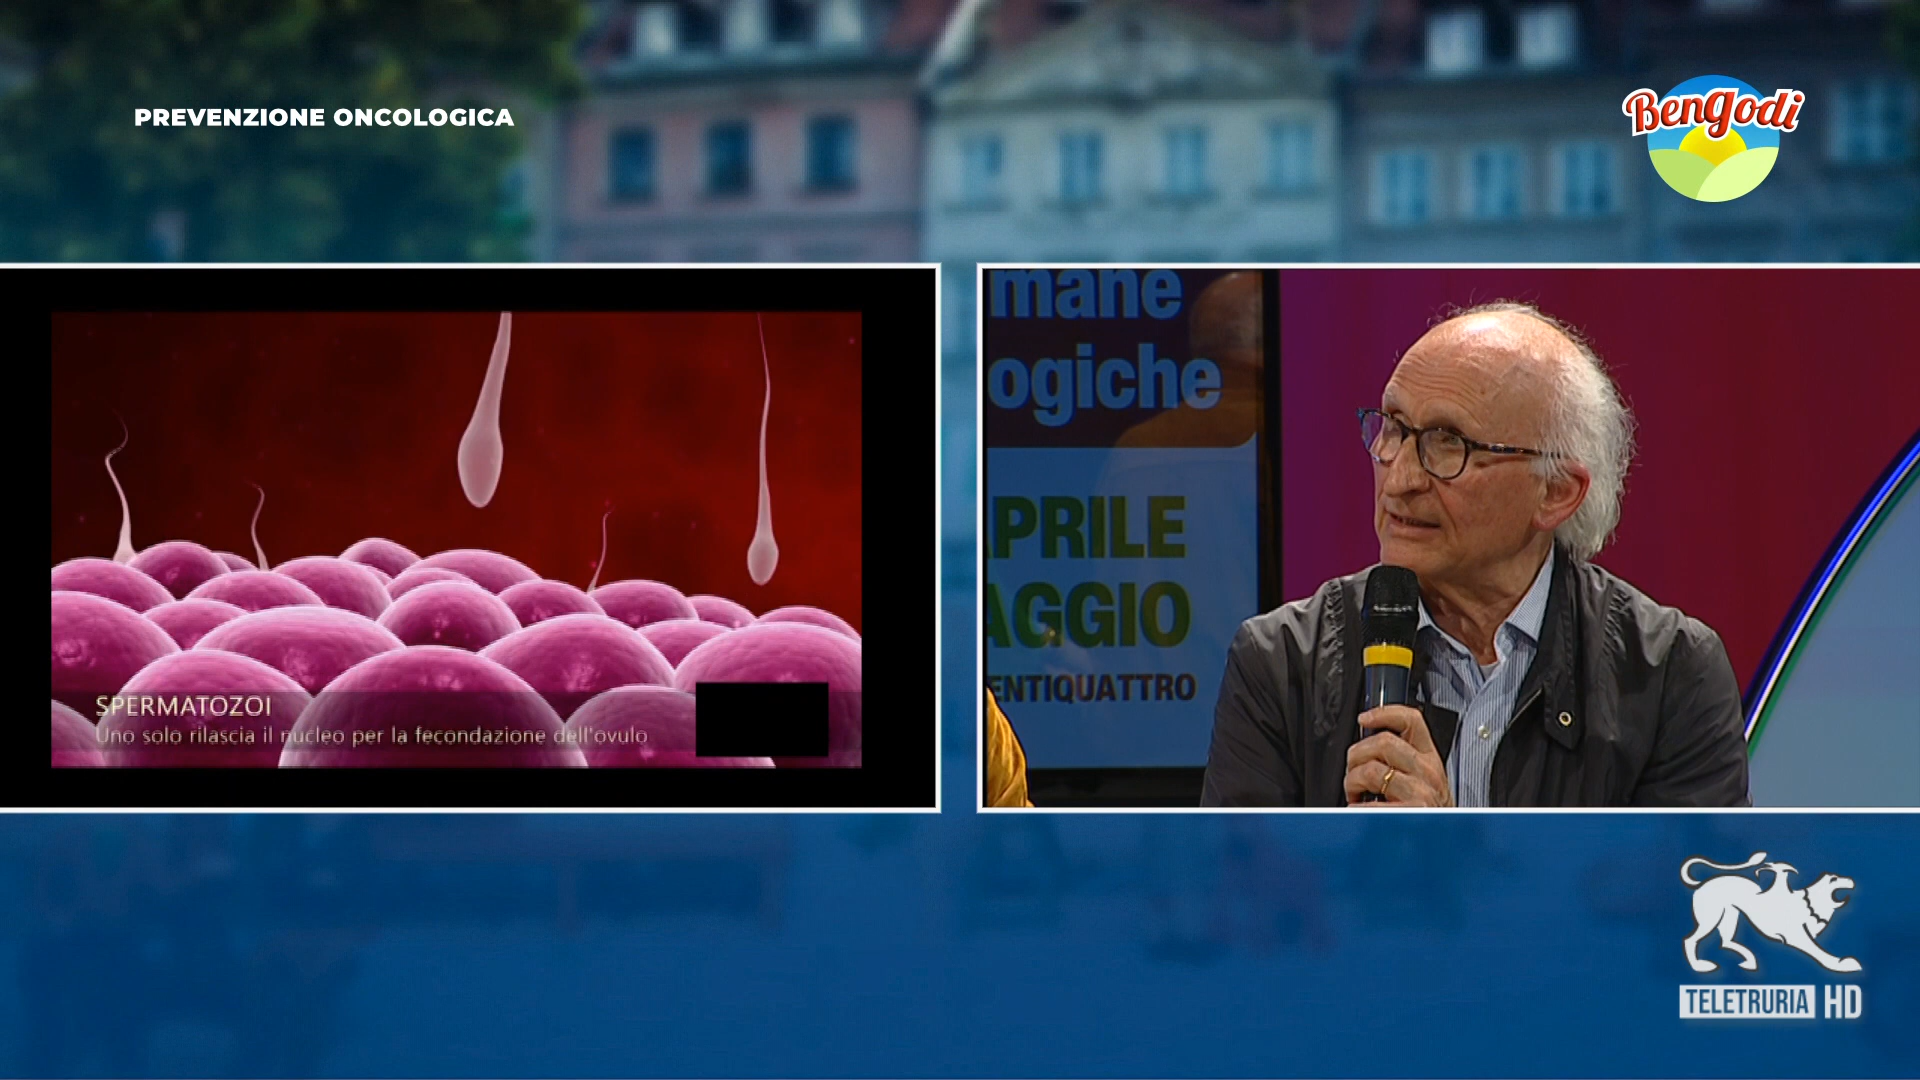 PREVENZIONE ONCOLOGICA
Bengodi
SPERMATOZOI
Uno solo rilascia il nucleo per la fecondazione dell'ovulo
mane
ogiche
PRILE
AGGIO
ENTIQUATTRO
TELETRURIA HD